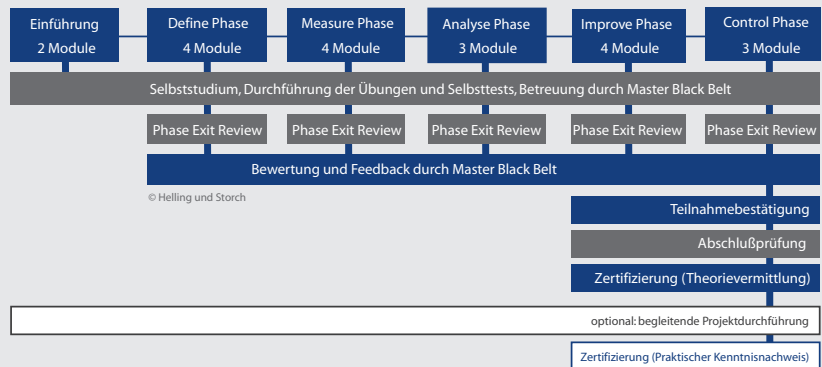 Einführung
2 Module
Define Phase
4 Module
Measure Phase
4 Module
Analyse Phase
3 Module
Improve Phase
4 Module
Control Phase
3 Module
Selbststudium, Durchführung der Übungen und Selbsttests, Betreuung durch Master Black Belt
Phase Exit Review
Phase Exit Review
Phase Exit Review
Phase Exit Review
Phase Exit Review
Bewertung und Feedback durch Master Black Belt
© Helling und Storch
Teilnahmebestätigung
Abschlußprüfung
Zertifizierung (Theorievermittlung)
optional: begleitende Projektdurchführung
Zertifizierung (Praktischer Kenntnisnachweis)